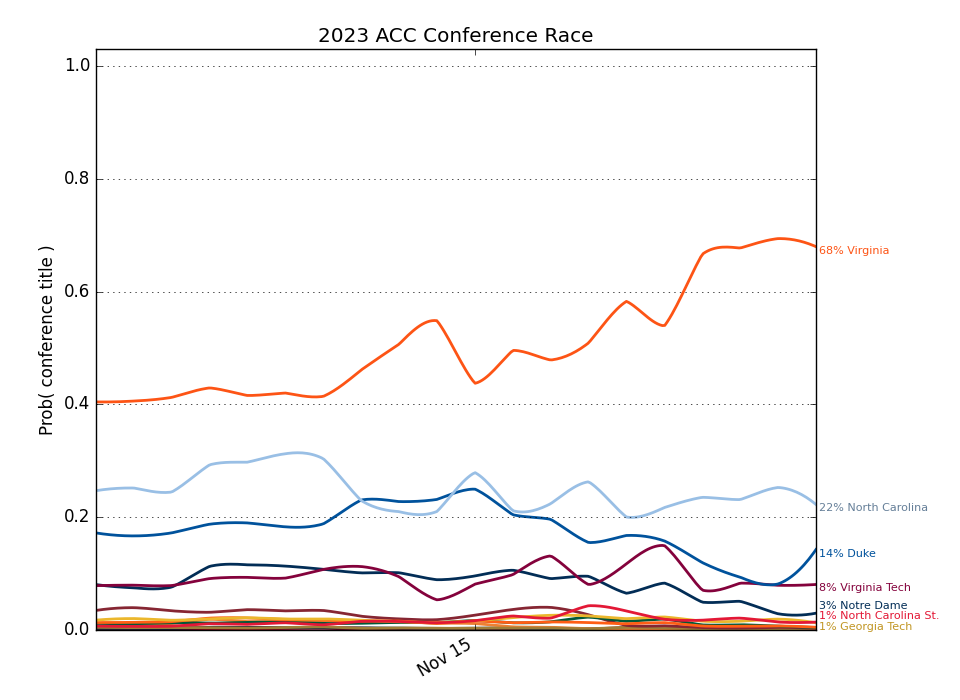 2023 ACC Conference Race
Prob( conference title )
1.0
0.8
0.6
0.4
0.2
0.0
Nov 15
68% Virginia
22% North Carolina
14% Duke
8% Virginia Tech
3% Notre Dame
1% North Carolina St.
1% Georgia Tech